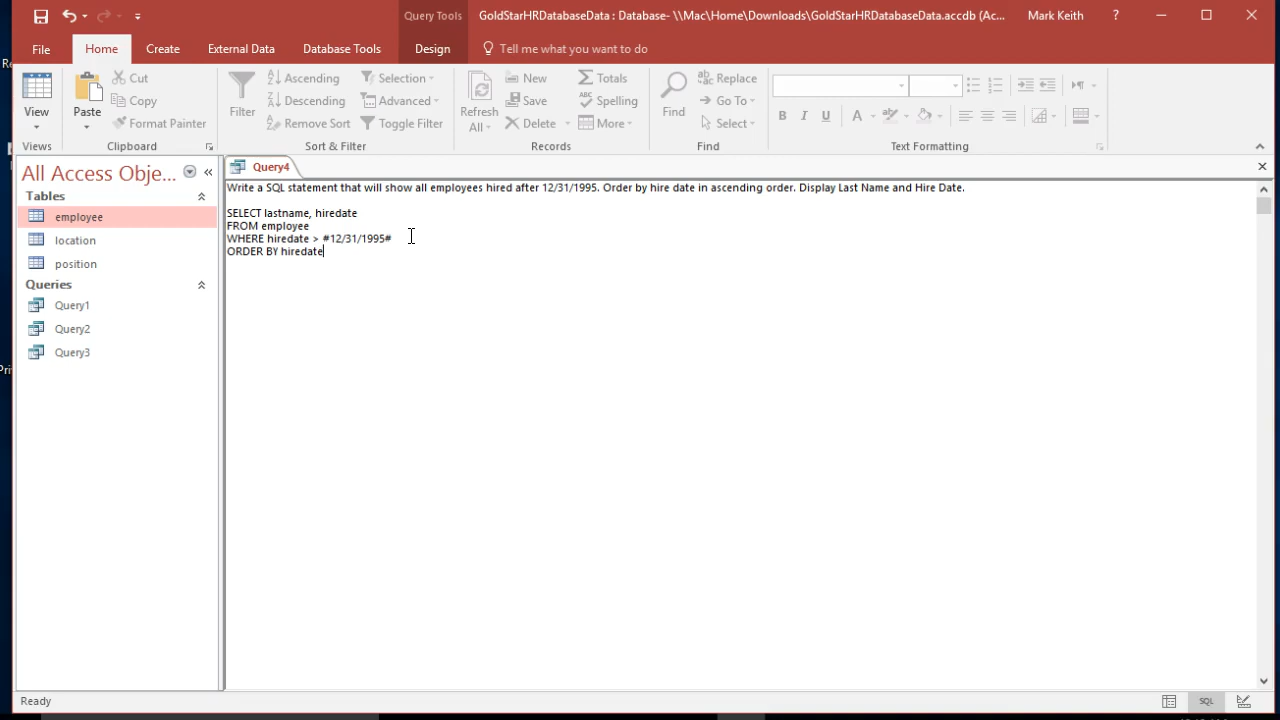 Query Tools
GoldStarHRDatabaseData : Database- \\Mac\Home\Downloads\GoldStarHRDatabaseData.accdb (Ac...
Mark Keith
?
File
Home
Create
External Data
Database Tools
Design
Tell me what you want to do
View
Views
Paste
Cut
Copy
Format Painter
Clipboard
Filter
Ascending
Descending
Remove Sort
Selection
Advanced
Toggle Filter
Sort & Filter
Refresh
All
New
Save
Delete
Totals
Spelling
More
Records
Find
Replace
Go To
Select
Find
B I U A
Text Formatting
All Access Obje...
Tables
employee
location
position
Queries
Query1
Query2
Query3
Query4
Write a SQL statement that will show all employees hired after 12/31/1995. Order by hire date in ascending order. Display Last Name and Hire Date.
SELECT lastname, hiredate
FROM employee
WHERE hiredate > #12/31/1995#
ORDER BY hiredate
Ready
SQL